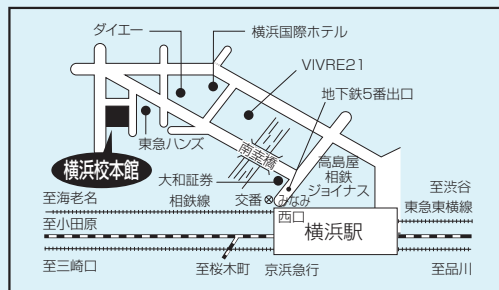 ダイエー
横浜国際ホテル
VIVRE21
地下鉄5番出口
東急ハンズ
南幸橋
横浜校本館
高島屋
相鉄
ジョイナス
大和証券
相鉄線
交番
みなみ
西口
横浜駅
至海老名
至渋谷
東急東横線
至小田原
至三崎口
至桜木町
京浜急行
至品川